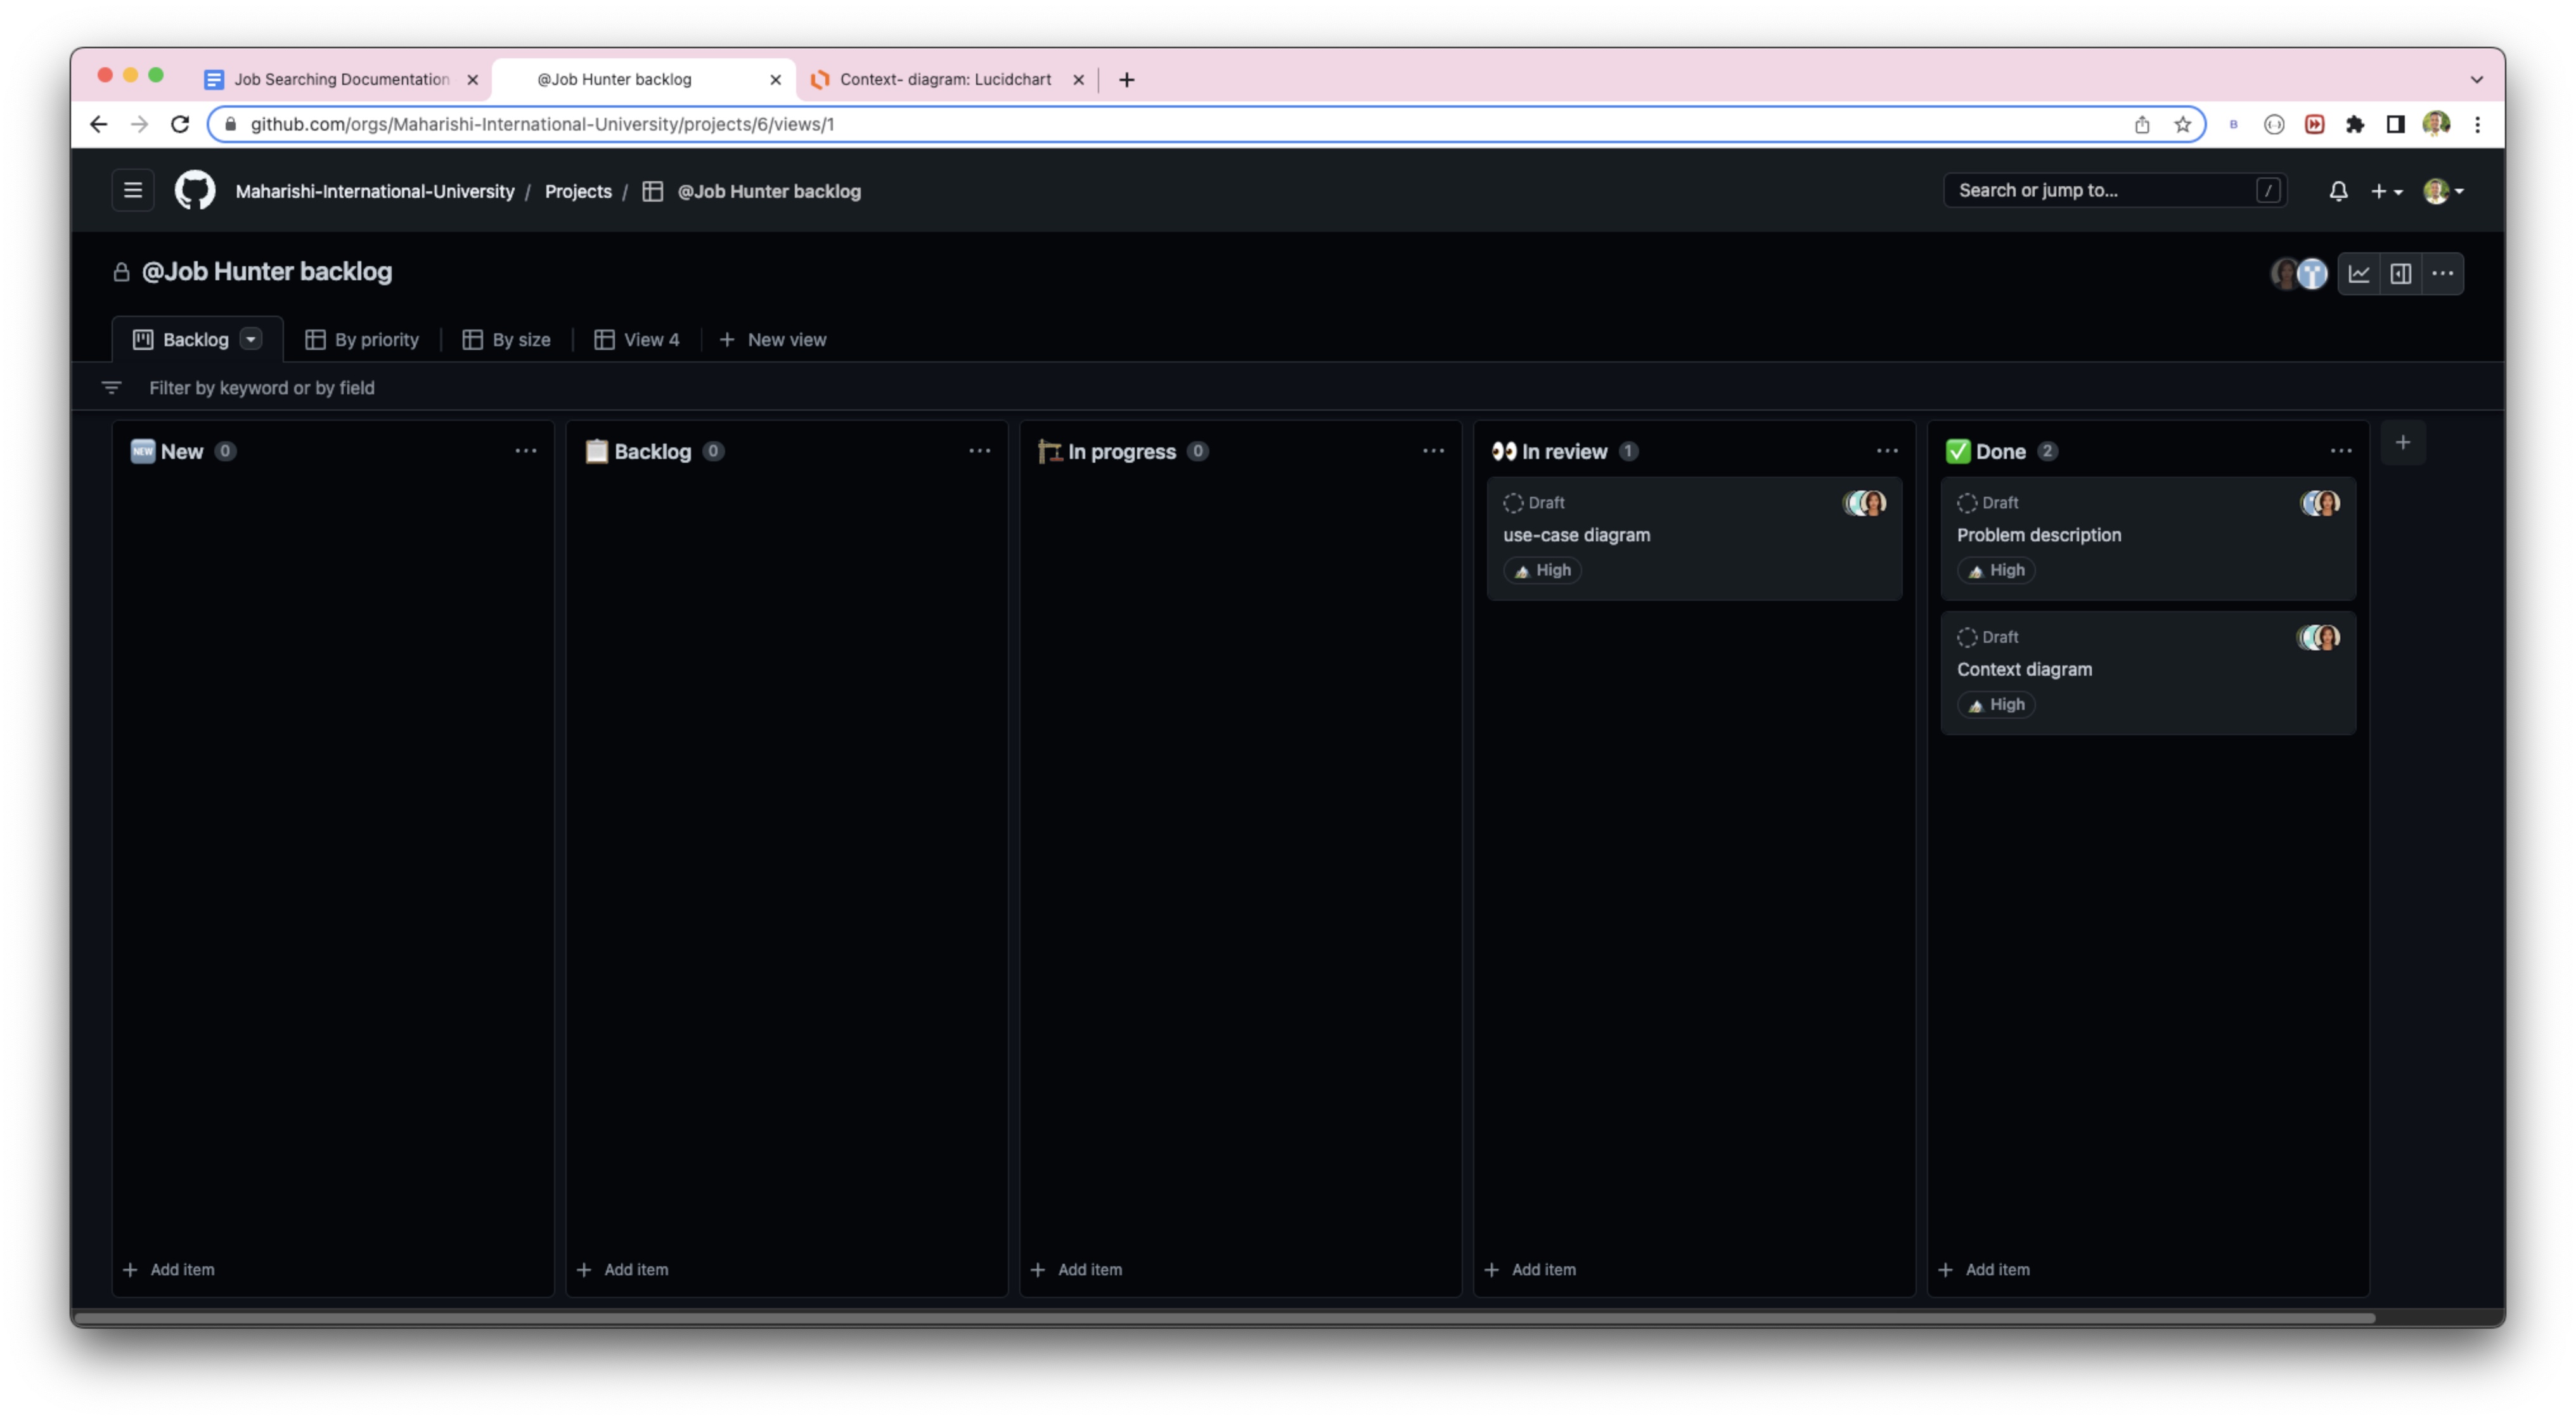 Job Searching Documentation
@Job Hunter backlog
Context- diagram: Lucidchart
github.com/orgs/Maharishi-International-University/projects/6/views/1
B
Maharishi-International-University / Projects / @Job Hunter backlog
Search or jump to... /
@Job Hunter backlog
Backlog
By priority
By size
View 4
New view
Filter by keyword or by field
NEW New 0
Backlog 0
In progress 0
In review 1
Done 2
Draft
use-case diagram
High
Draft
Problem description
High
Draft
Context diagram
High
Add item
Add item
Add item
Add item
Add item